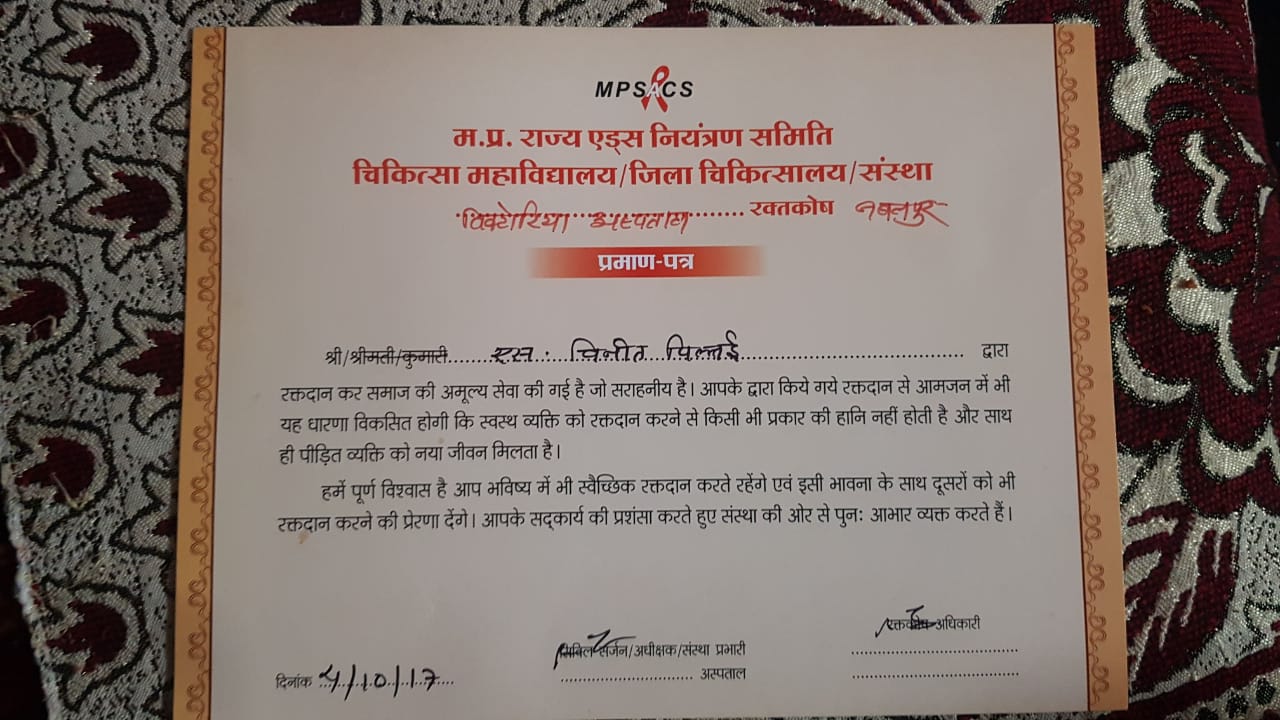 MPSACS
म.प्र. राज्य एड्स नियंत्रण समिति
चिकित्सा महाविद्यालय/जिला चिकित्सालय/संस्था
विक्टोरिया अस्पताल ........ रक्तकोष जबलपुर
प्रमाण-पत्र
श्री/श्रीमती/कुमारी....... एस. विनीत पिल्लई ........................ द्वारा
रक्तदान कर समाज की अमूल्य सेवा की गई है जो सराहनीय है। आपके द्वारा किये गये रक्तदान से आमजन में भी
यह धारणा विकसित होगी कि स्वस्थ व्यक्ति को रक्तदान करने से किसी भी प्रकार की हानि नहीं होती है और साथ
ही पीड़ित व्यक्ति को नया जीवन मिलता है।
हमें पूर्ण विश्वास है आप भविष्य में भी स्वैच्छिक रक्तदान करते रहेंगे एवं इसी भावना के साथ दूसरों को भी
रक्तदान करने की प्रेरणा देंगे। आपके सद्कार्य की प्रशंसा करते हुए संस्था की ओर से पुनः आभार व्यक्त करते हैं।
रक्तकोष अधिकारी
सिविल सर्जन/अधीक्षक/संस्था प्रभारी
दिनांक 4/10/17 .............................. अस्पताल